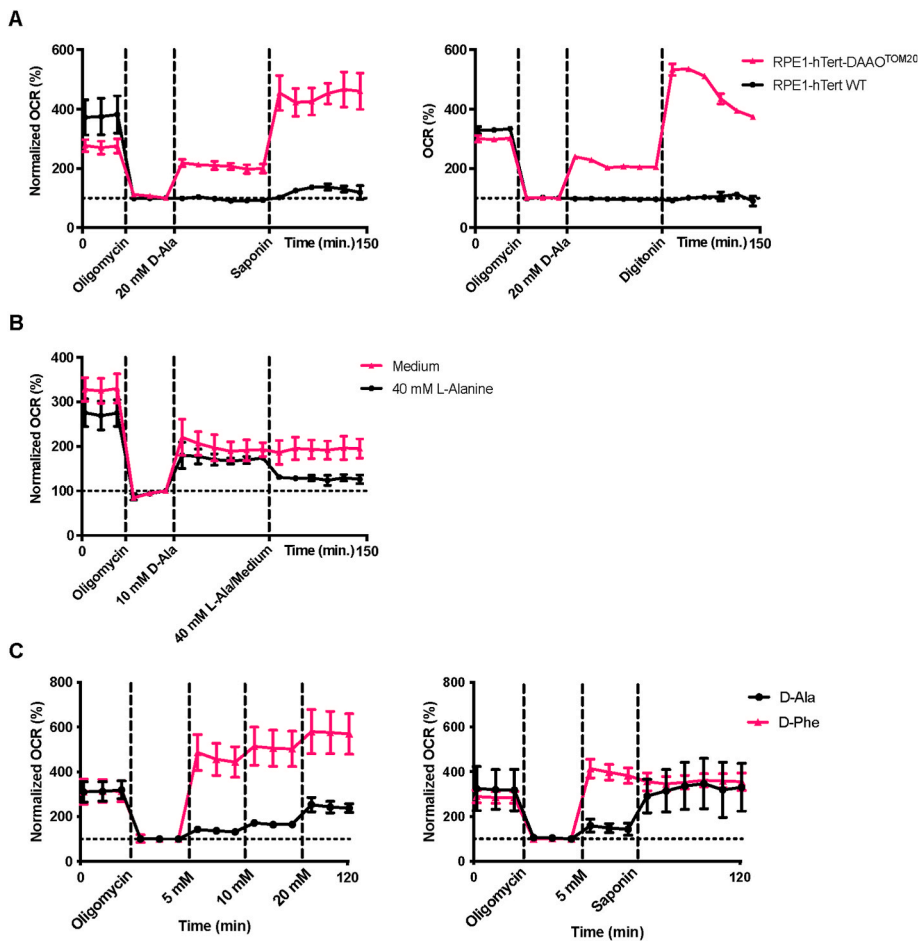 A
Normalized OCR (%)
600
400
200
0
0
Oligomycin
20 mM D-Ala
Saponin
Time (min.)
150
OCR (%)
600
400
200
0
0
Oligomycin
20 mM D-Ala
Digitonin
Time (min.)
150
RPE1-hTert-DAAO^TOM20
RPE1-hTert WT
B
Normalized OCR (%)
400
300
200
100
0
0
Oligomycin
10 mM D-Ala
40 mM L-Ala/Medium
Time (min.)
150
Medium
40 mM L-Alanine
C
Normalized OCR (%)
800
600
400
200
0
0
Oligomycin
5 mM
10 mM
20 mM
120
Time (min)
Normalized OCR (%)
800
600
400
200
0
0
Oligomycin
5 mM
Saponin
120
Time (min)
D-Ala
D-Phe